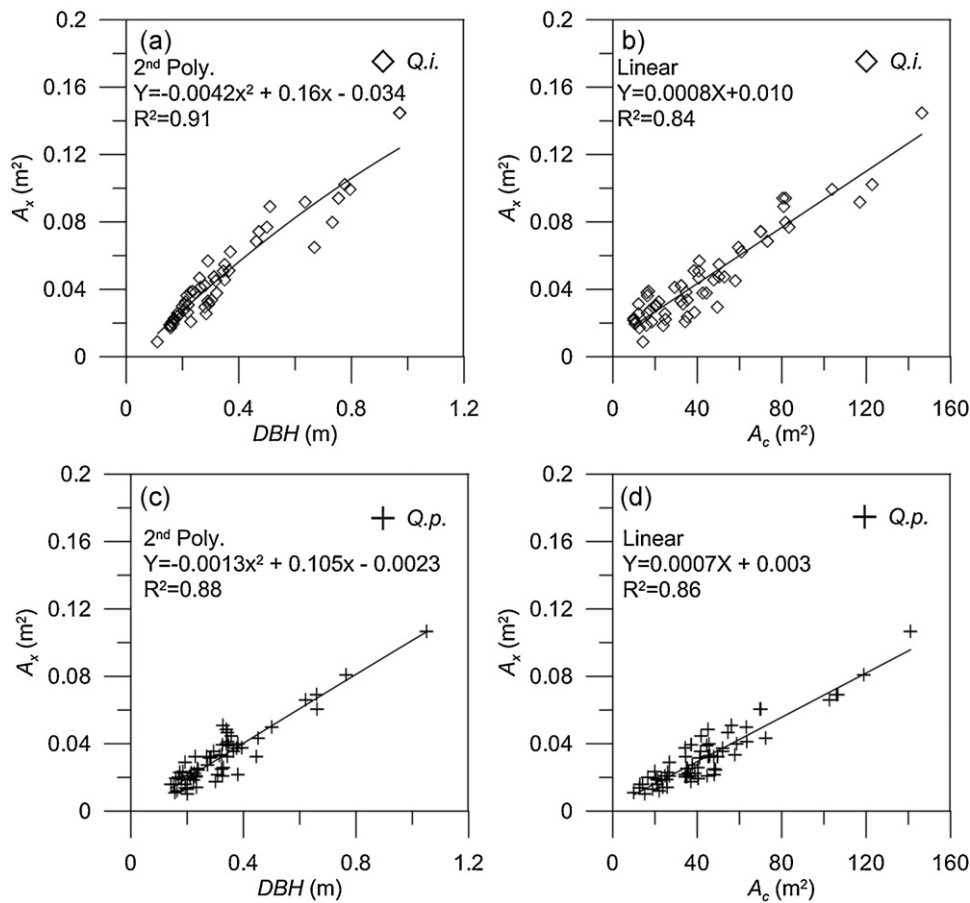 (a)
2nd Poly.
Y=-0.0042x² + 0.16x - 0.034
R²=0.91
Q.i.
0.2
0.16
0.12
0.08
0.04
0
Aₓ (m²)
0
0.4
0.8
1.2
DBH (m)
b)
Linear
Y=0.0008X+0.010
R²=0.84
Q.i.
0.2
0.16
0.12
0.08
0.04
0
Aₓ (m²)
0
40
80
120
160
A꜀ (m²)
(c)
2nd Poly.
Y=-0.0013x² + 0.105x - 0.0023
R²=0.88
Q.p.
0.2
0.16
0.12
0.08
0.04
0
Aₓ (m²)
0
0.4
0.8
1.2
DBH (m)
(d)
Linear
Y=0.0007X + 0.003
R²=0.86
Q.p.
0.2
0.16
0.12
0.08
0.04
0
Aₓ (m²)
0
40
80
120
160
A꜀ (m²)